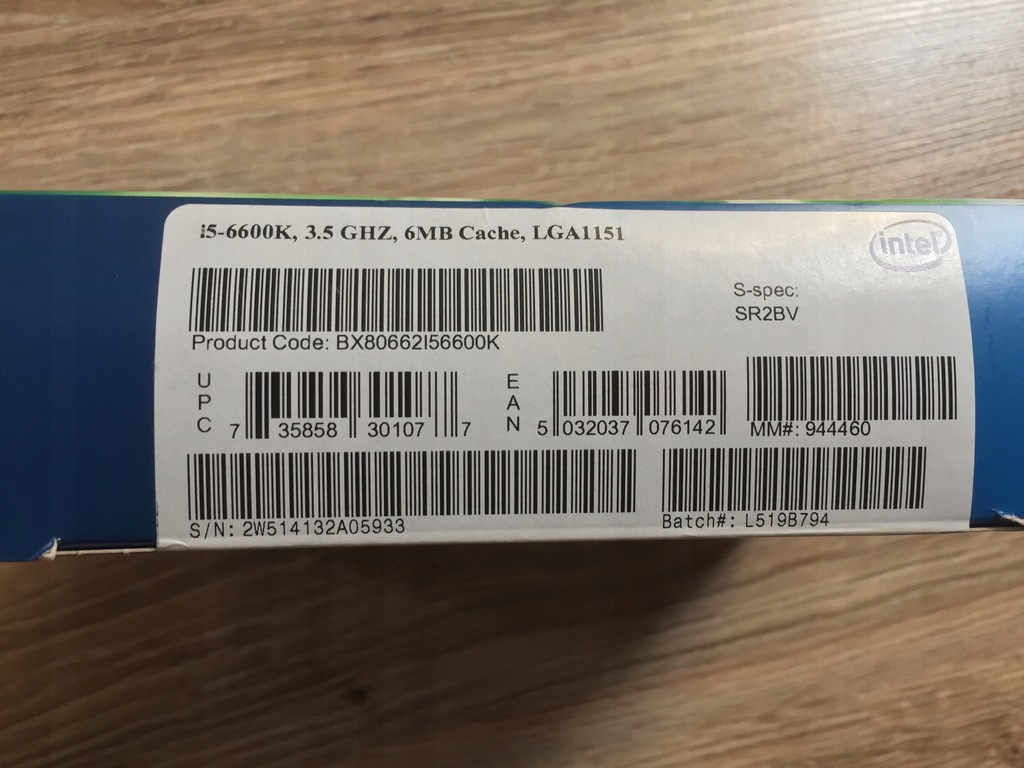 i5-6600K, 3.5 GHZ, 6MB Cache, LGA1151
intel
S-spec:
SR2BV
Product Code: BX80662I56600K
UPC 7 35858 30107 7
EAN 5 032037 076142
MM#: 944460
S/N: 2W514132A05933
Batch#: L519B794